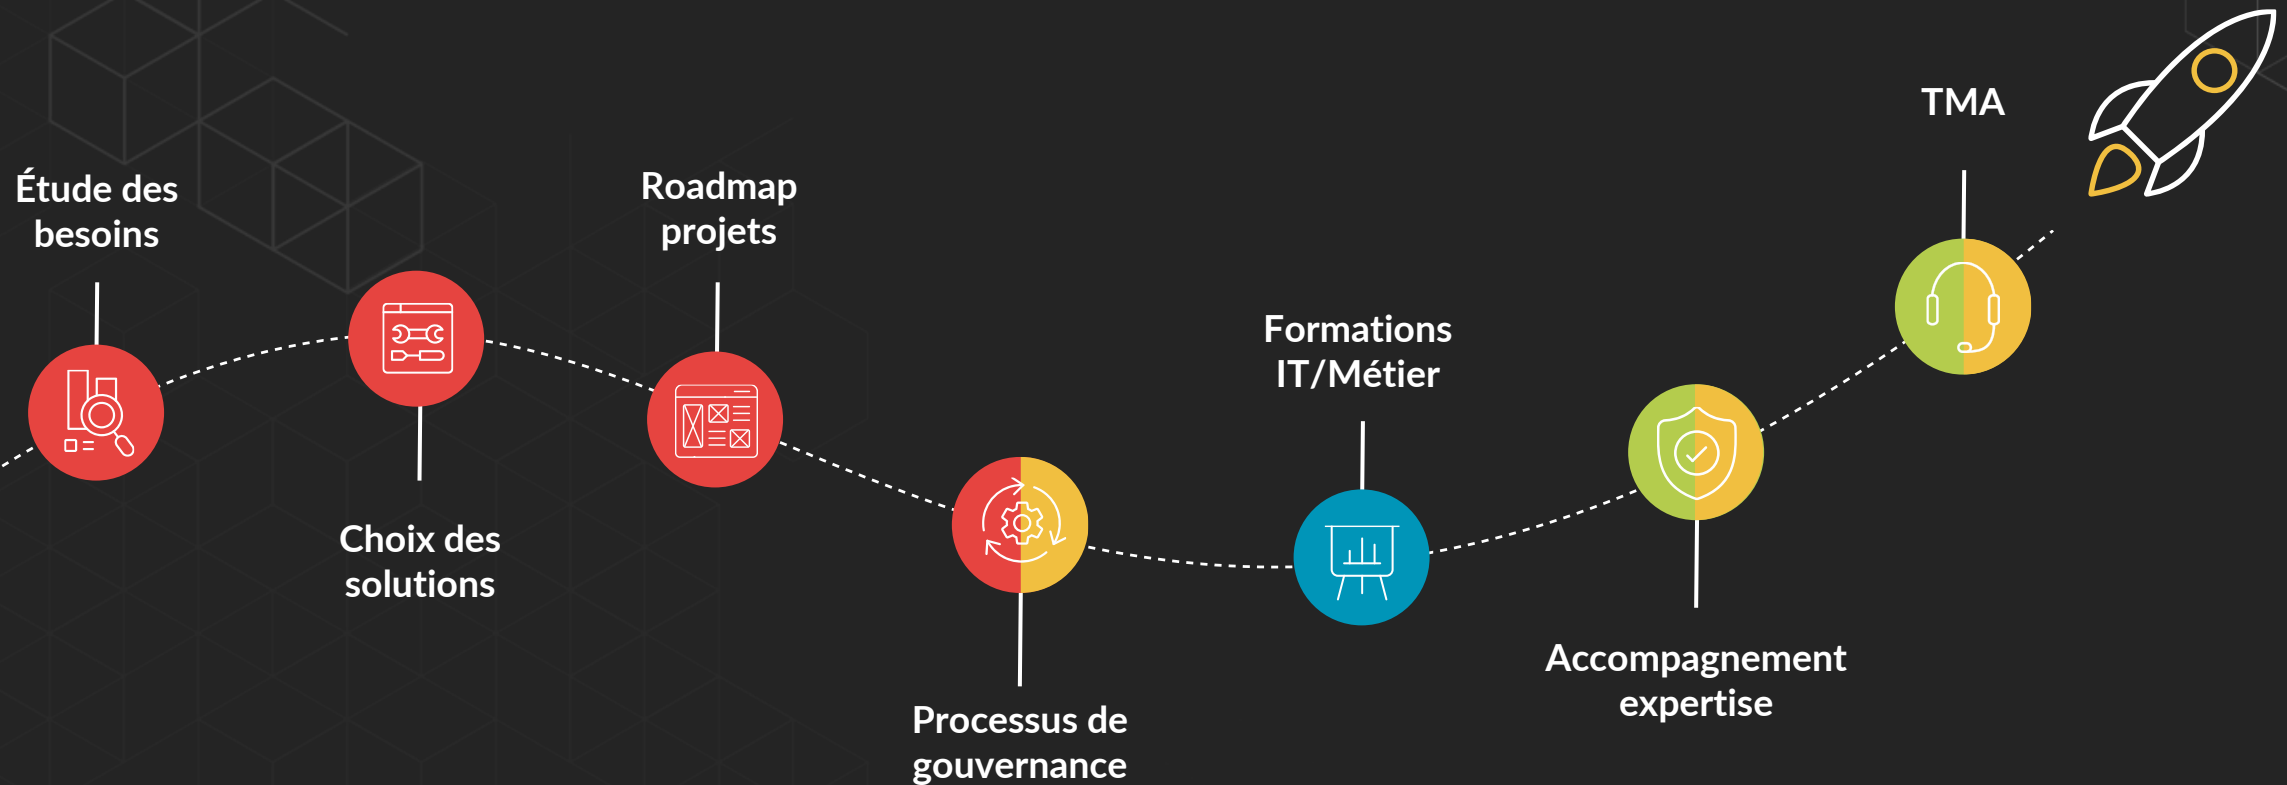 Étude des
besoins
Choix des
solutions
Roadmap
projets
Processus de
gouvernance
Formations
IT/Métier
Accompagnement
expertise
TMA